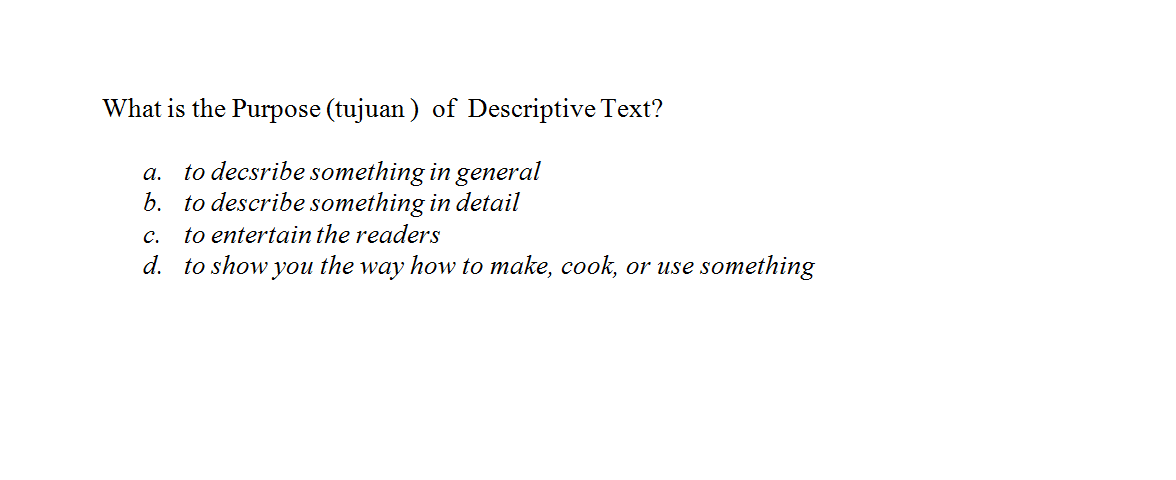 What is the Purpose (tujuan ) of Descriptive Text?
a. to decsribe something in general
b. to describe something in detail
c. to entertain the readers
d. to show you the way how to make, cook, or use something